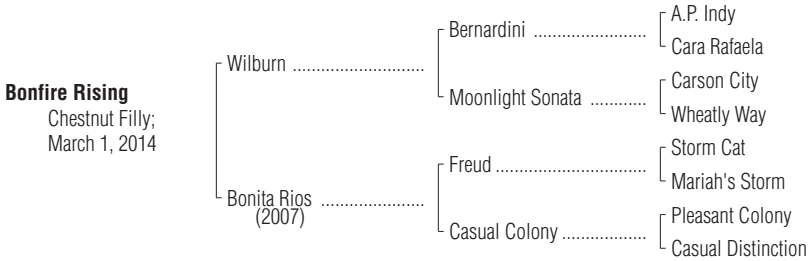 Bonfire Rising
Chestnut Filly;
March 1, 2014
Wilburn ............................
Bonita Rios ......................
(2007)
Bernardini ........................
Moonlight Sonata ............
Freud ................................
Casual Colony ..................
A.P. Indy
Cara Rafaela
Carson City
Wheatly Way
Storm Cat
Mariah's Storm
Pleasant Colony
Casual Distinction